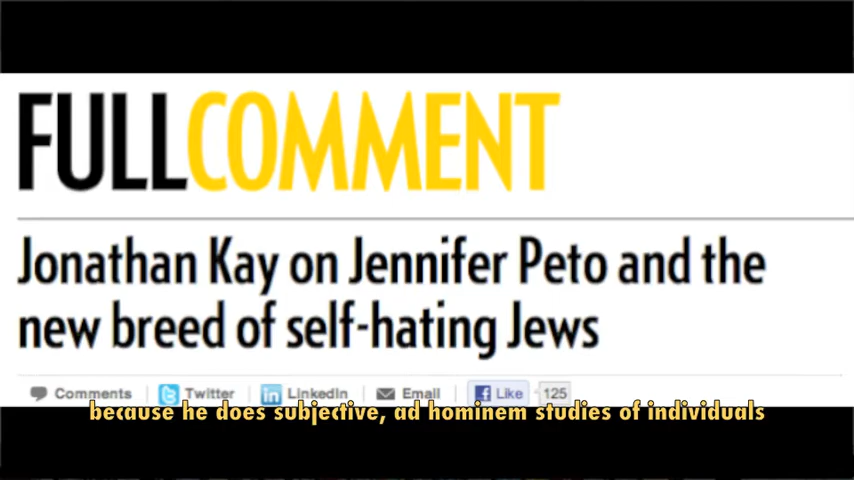 FULLCOMMENT
Jonathan Kay on Jennifer Peto and the
new breed of self-hating Jews
Comments Twitter LinkedIn Email Like 125
because he does subjective, ad hominem studies of individuals